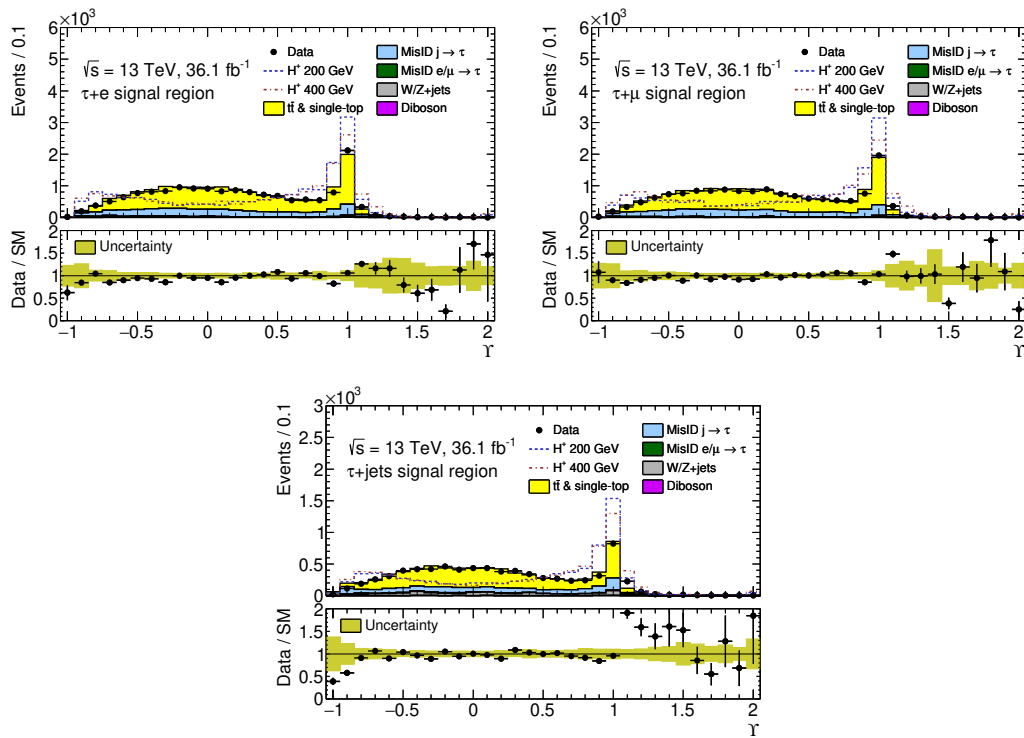 ×10³
Events / 0.1
6
5
4
3
2
1
0
√s = 13 TeV, 36.1 fb⁻¹
τ+e signal region
Data
H⁺ 200 GeV
H⁺ 400 GeV
tt̄ & single-top
MisID j → τ
MisID e/μ → τ
W/Z+jets
Diboson
Data / SM
2
1.5
1
0.5
0
Uncertainty
−1 −0.5 0 0.5 1 1.5 2
ϒ
×10³
Events / 0.1
6
5
4
3
2
1
0
√s = 13 TeV, 36.1 fb⁻¹
τ+μ signal region
Data
H⁺ 200 GeV
H⁺ 400 GeV
tt̄ & single-top
MisID j → τ
MisID e/μ → τ
W/Z+jets
Diboson
Data / SM
2
1.5
1
0.5
0
Uncertainty
−1 −0.5 0 0.5 1 1.5 2
ϒ
×10³
Events / 0.1
3
2.5
2
1.5
1
0.5
0
√s = 13 TeV, 36.1 fb⁻¹
τ+jets signal region
Data
H⁺ 200 GeV
H⁺ 400 GeV
tt̄ & single-top
MisID j → τ
MisID e/μ → τ
W/Z+jets
Diboson
Data / SM
2
1.5
1
0.5
0
Uncertainty
−1 −0.5 0 0.5 1 1.5 2
ϒ